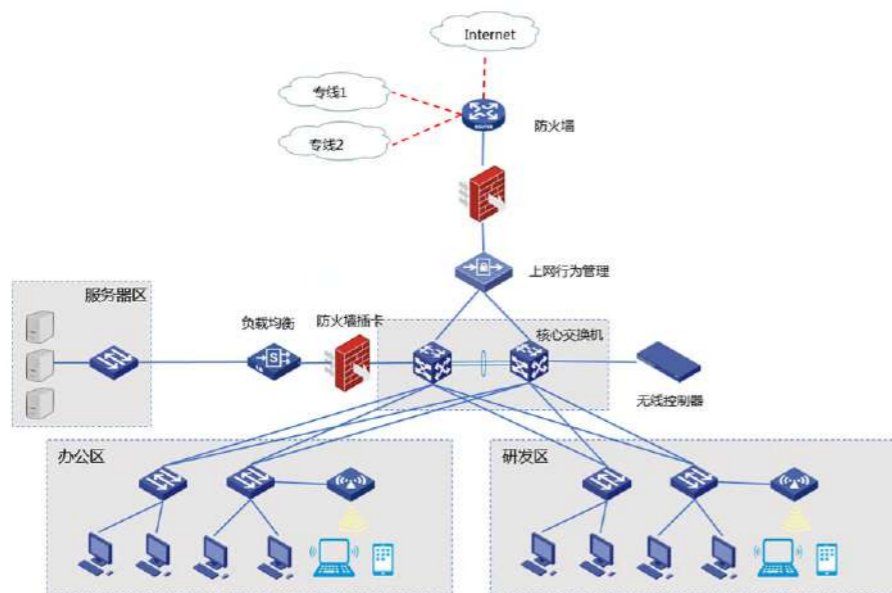 Internet
专线1
防火墙
专线2
上网行为管理
服务器区
负载均衡
防火墙插卡
核心交换机
无线控制器
办公区
研发区